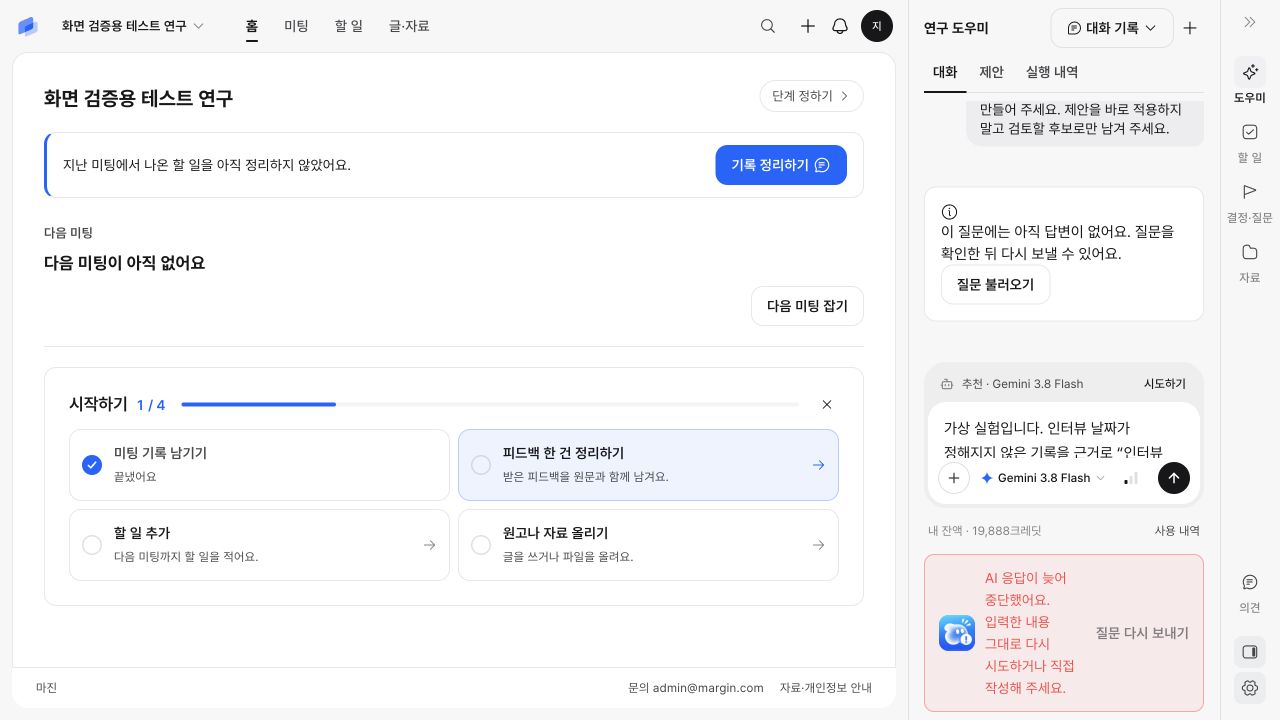 화면 검증용 테스트 연구
홈
미팅
할 일
글·자료
지
화면 검증용 테스트 연구
단계 정하기
지난 미팅에서 나온 할 일을 아직 정리하지 않았어요.
기록 정리하기
다음 미팅
다음 미팅이 아직 없어요
다음 미팅 잡기
시작하기 1 / 4
미팅 기록 남기기
끝냈어요
피드백 한 건 정리하기
받은 피드백을 원문과 함께 남겨요.
할 일 추가
다음 미팅까지 할 일을 적어요.
원고나 자료 올리기
글을 쓰거나 파일을 올려요.
마진
문의 admin@margin.com
자료·개인정보 안내
연구 도우미
대화 기록
대화
제안
실행 내역
만들어 주세요. 제안을 바로 적용하지
말고 검토할 후보로만 남겨 주세요.
이 질문에는 아직 답변이 없어요. 질문을
확인한 뒤 다시 보낼 수 있어요.
질문 불러오기
추천 · Gemini 3.8 Flash
시도하기
가상 실험입니다. 인터뷰 날짜가
정해지지 않은 기록을 근거로 “인터뷰
Gemini 3.8 Flash
내 잔액 · 19,888크레딧
사용 내역
AI 응답이 늦어
중단했어요.
입력한 내용
그대로 다시
시도하거나 직접
작성해 주세요.
질문 다시 보내기
도우미
할 일
결정·질문
자료
의견